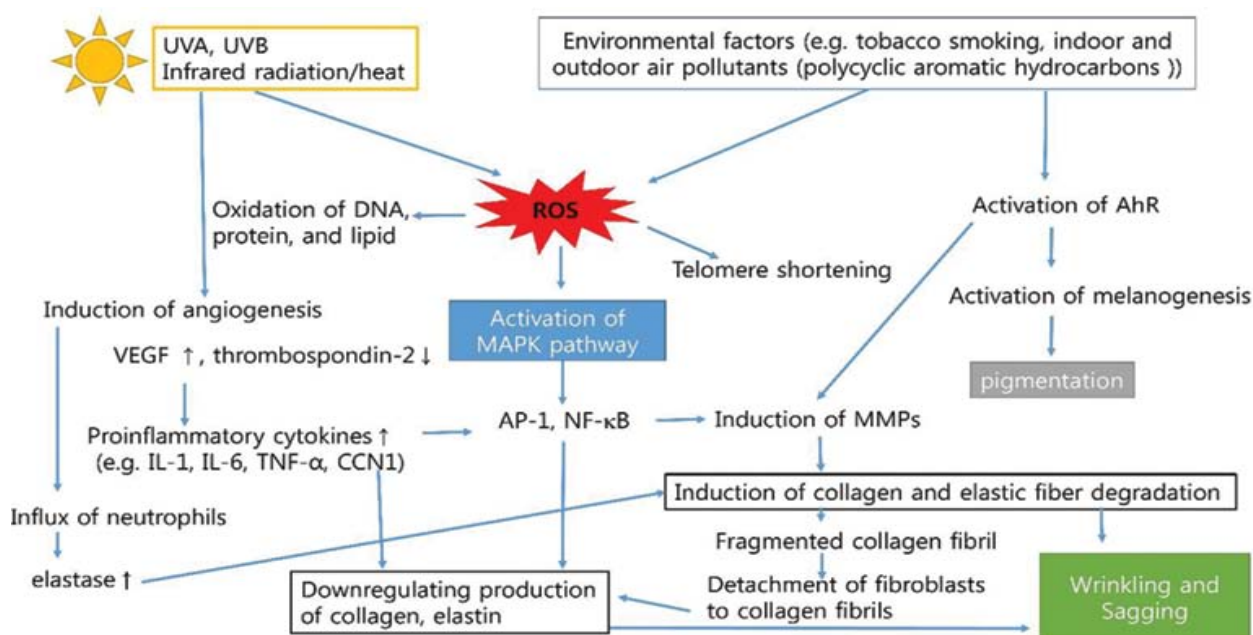 UVA, UVB
Infrared radiation/heat
Environmental factors (e.g. tobacco smoking, indoor and
outdoor air pollutants (polycyclic aromatic hydrocarbons ))
ROS
Oxidation of DNA,
protein, and lipid
Activation of AhR
Telomere shortening
Induction of angiogenesis
Activation of
MAPK pathway
Activation of melanogenesis
VEGF ↑, thrombospondin-2↓
pigmentation
Proinflammatory cytokines ↑
(e.g. IL-1, IL-6, TNF-α, CCN1)
AP-1, NF-κB
Induction of MMPs
Induction of collagen and elastic fiber degradation
Influx of neutrophils
Fragmented collagen fibril
elastase ↑
Downregulating production
of collagen, elastin
Detachment of fibroblasts
to collagen fibrils
Wrinkling and
Sagging